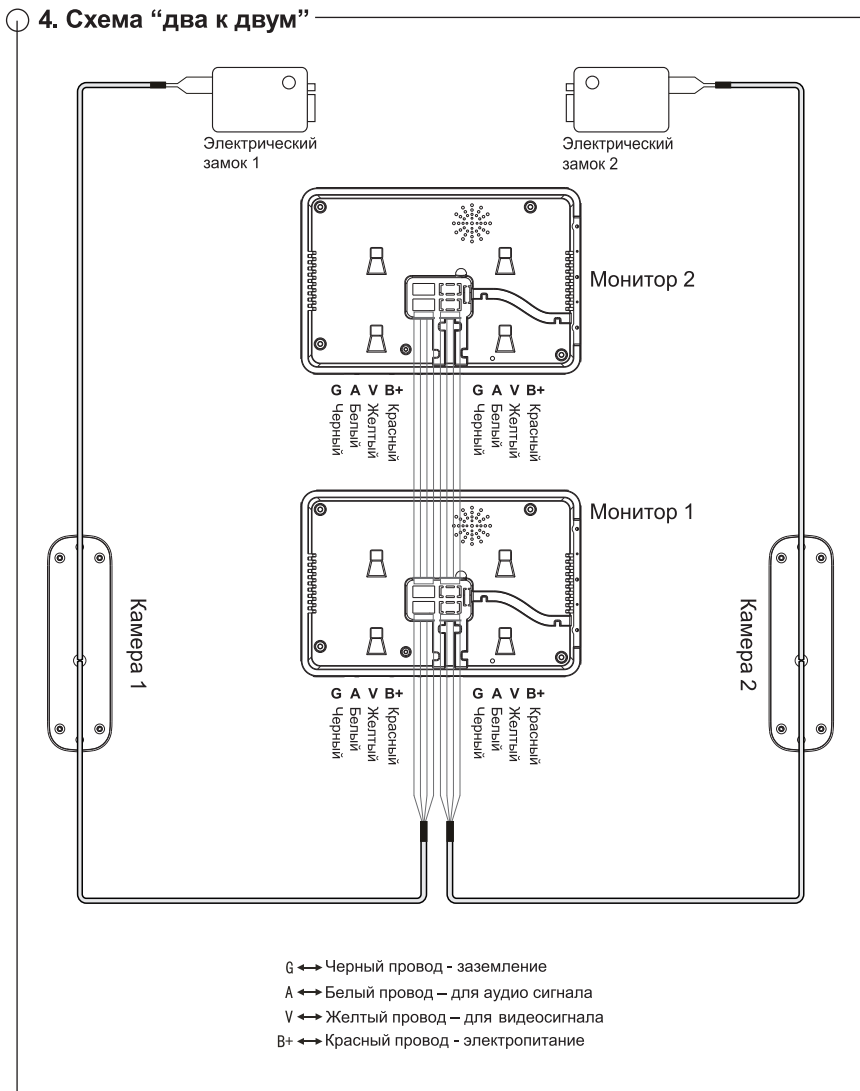 4. Схема “два к двум”
Электрический
замок 1
Электрический
замок 2
Монитор 2
G A V B+ G A V B+
Черный Белый Желтый Красный Черный Белый Желтый Красный
Монитор 1
Камера 1
Камера 2
G A V B+ G A V B+
Черный Белый Желтый Красный Черный Белый Желтый Красный
G ↔ Черный провод - заземление
A ↔ Белый провод – для аудио сигнала
V ↔ Желтый провод – для видеосигнала
B+ ↔ Красный провод - электропитание